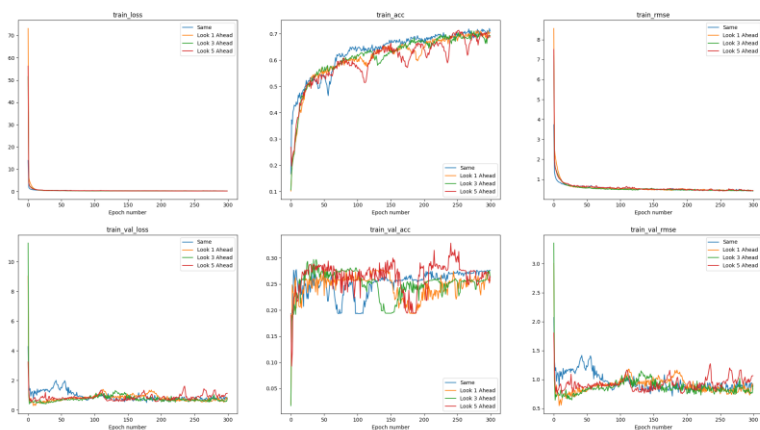 train_loss
70
60
50
40
30
20
10
0
0 50 100 150 200 250 300
Epoch number
Same
Look 1 Ahead
Look 3 Ahead
Look 5 Ahead
train_acc
0.7
0.6
0.5
0.4
0.3
0.2
0.1
0 50 100 150 200 250 300
Epoch number
Same
Look 1 Ahead
Look 3 Ahead
Look 5 Ahead
train_rmse
8
7
6
5
4
3
2
1
0 50 100 150 200 250 300
Epoch number
Same
Look 1 Ahead
Look 3 Ahead
Look 5 Ahead
train_val_loss
10
8
6
4
2
0
0 50 100 150 200 250 300
Epoch number
Same
Look 1 Ahead
Look 3 Ahead
Look 5 Ahead
train_val_acc
0.30
0.25
0.20
0.15
0.10
0.05
0 50 100 150 200 250 300
Epoch number
Same
Look 1 Ahead
Look 3 Ahead
Look 5 Ahead
train_val_rmse
3.0
2.5
2.0
1.5
1.0
0.5
0 50 100 150 200 250 300
Epoch number
Same
Look 1 Ahead
Look 3 Ahead
Look 5 Ahead